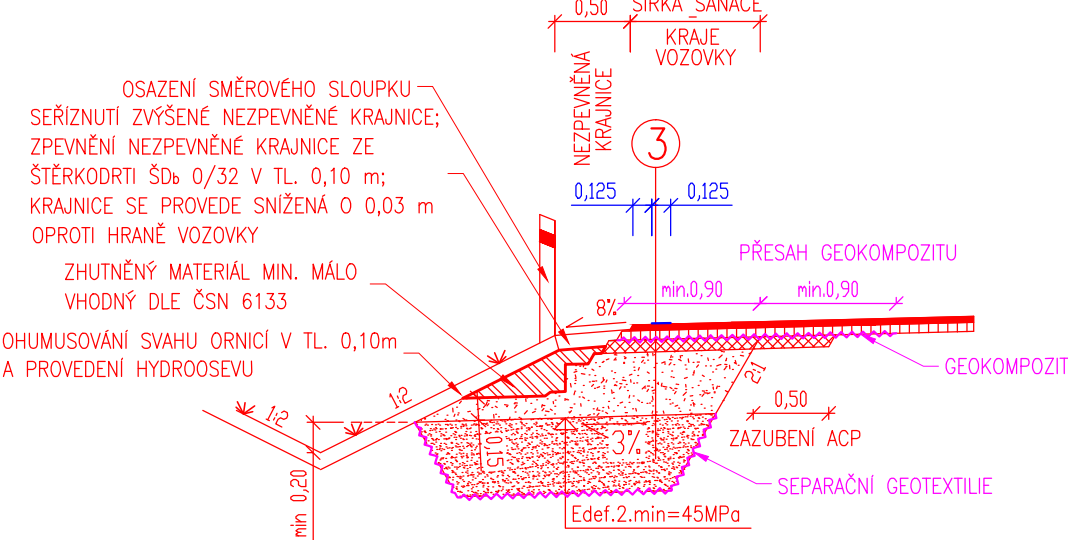 0,50
ŠÍŘKA SANACE
KRAJE
VOZOVKY
NEZPEVNĚNÁ
KRAJNICE
OSAZENÍ SMĚROVÉHO SLOUPKU
SEŘÍZNUTÍ ZVÝŠENÉ NEZPEVNĚNÉ KRAJNICE;
ZPEVNĚNÍ NEZPEVNĚNÉ KRAJNICE ZE
ŠTĚRKODRTI ŠDb 0/32 V TL. 0,10 m;
KRAJNICE SE PROVEDE SNÍŽENÁ O 0,03 m
OPROTI HRANĚ VOZOVKY
3
0,125
0,125
ZHUTNĚNÝ MATERIÁL MIN. MÁLO
VHODNÝ DLE ČSN 6133
PŘESAH GEOKOMPOZITU
min.0,90
min.0,90
8%
OHUMUSOVÁNÍ SVAHU ORNICÍ V TL. 0,10m
A PROVEDENÍ HYDROOSEVU
GEOKOMPOZIT
1:2
1:2
2:1
0,50
ZAZUBENÍ ACP
0,15
3%
SEPARAČNÍ GEOTEXTILIE
min 0,20
Edef.2.min=45MPa